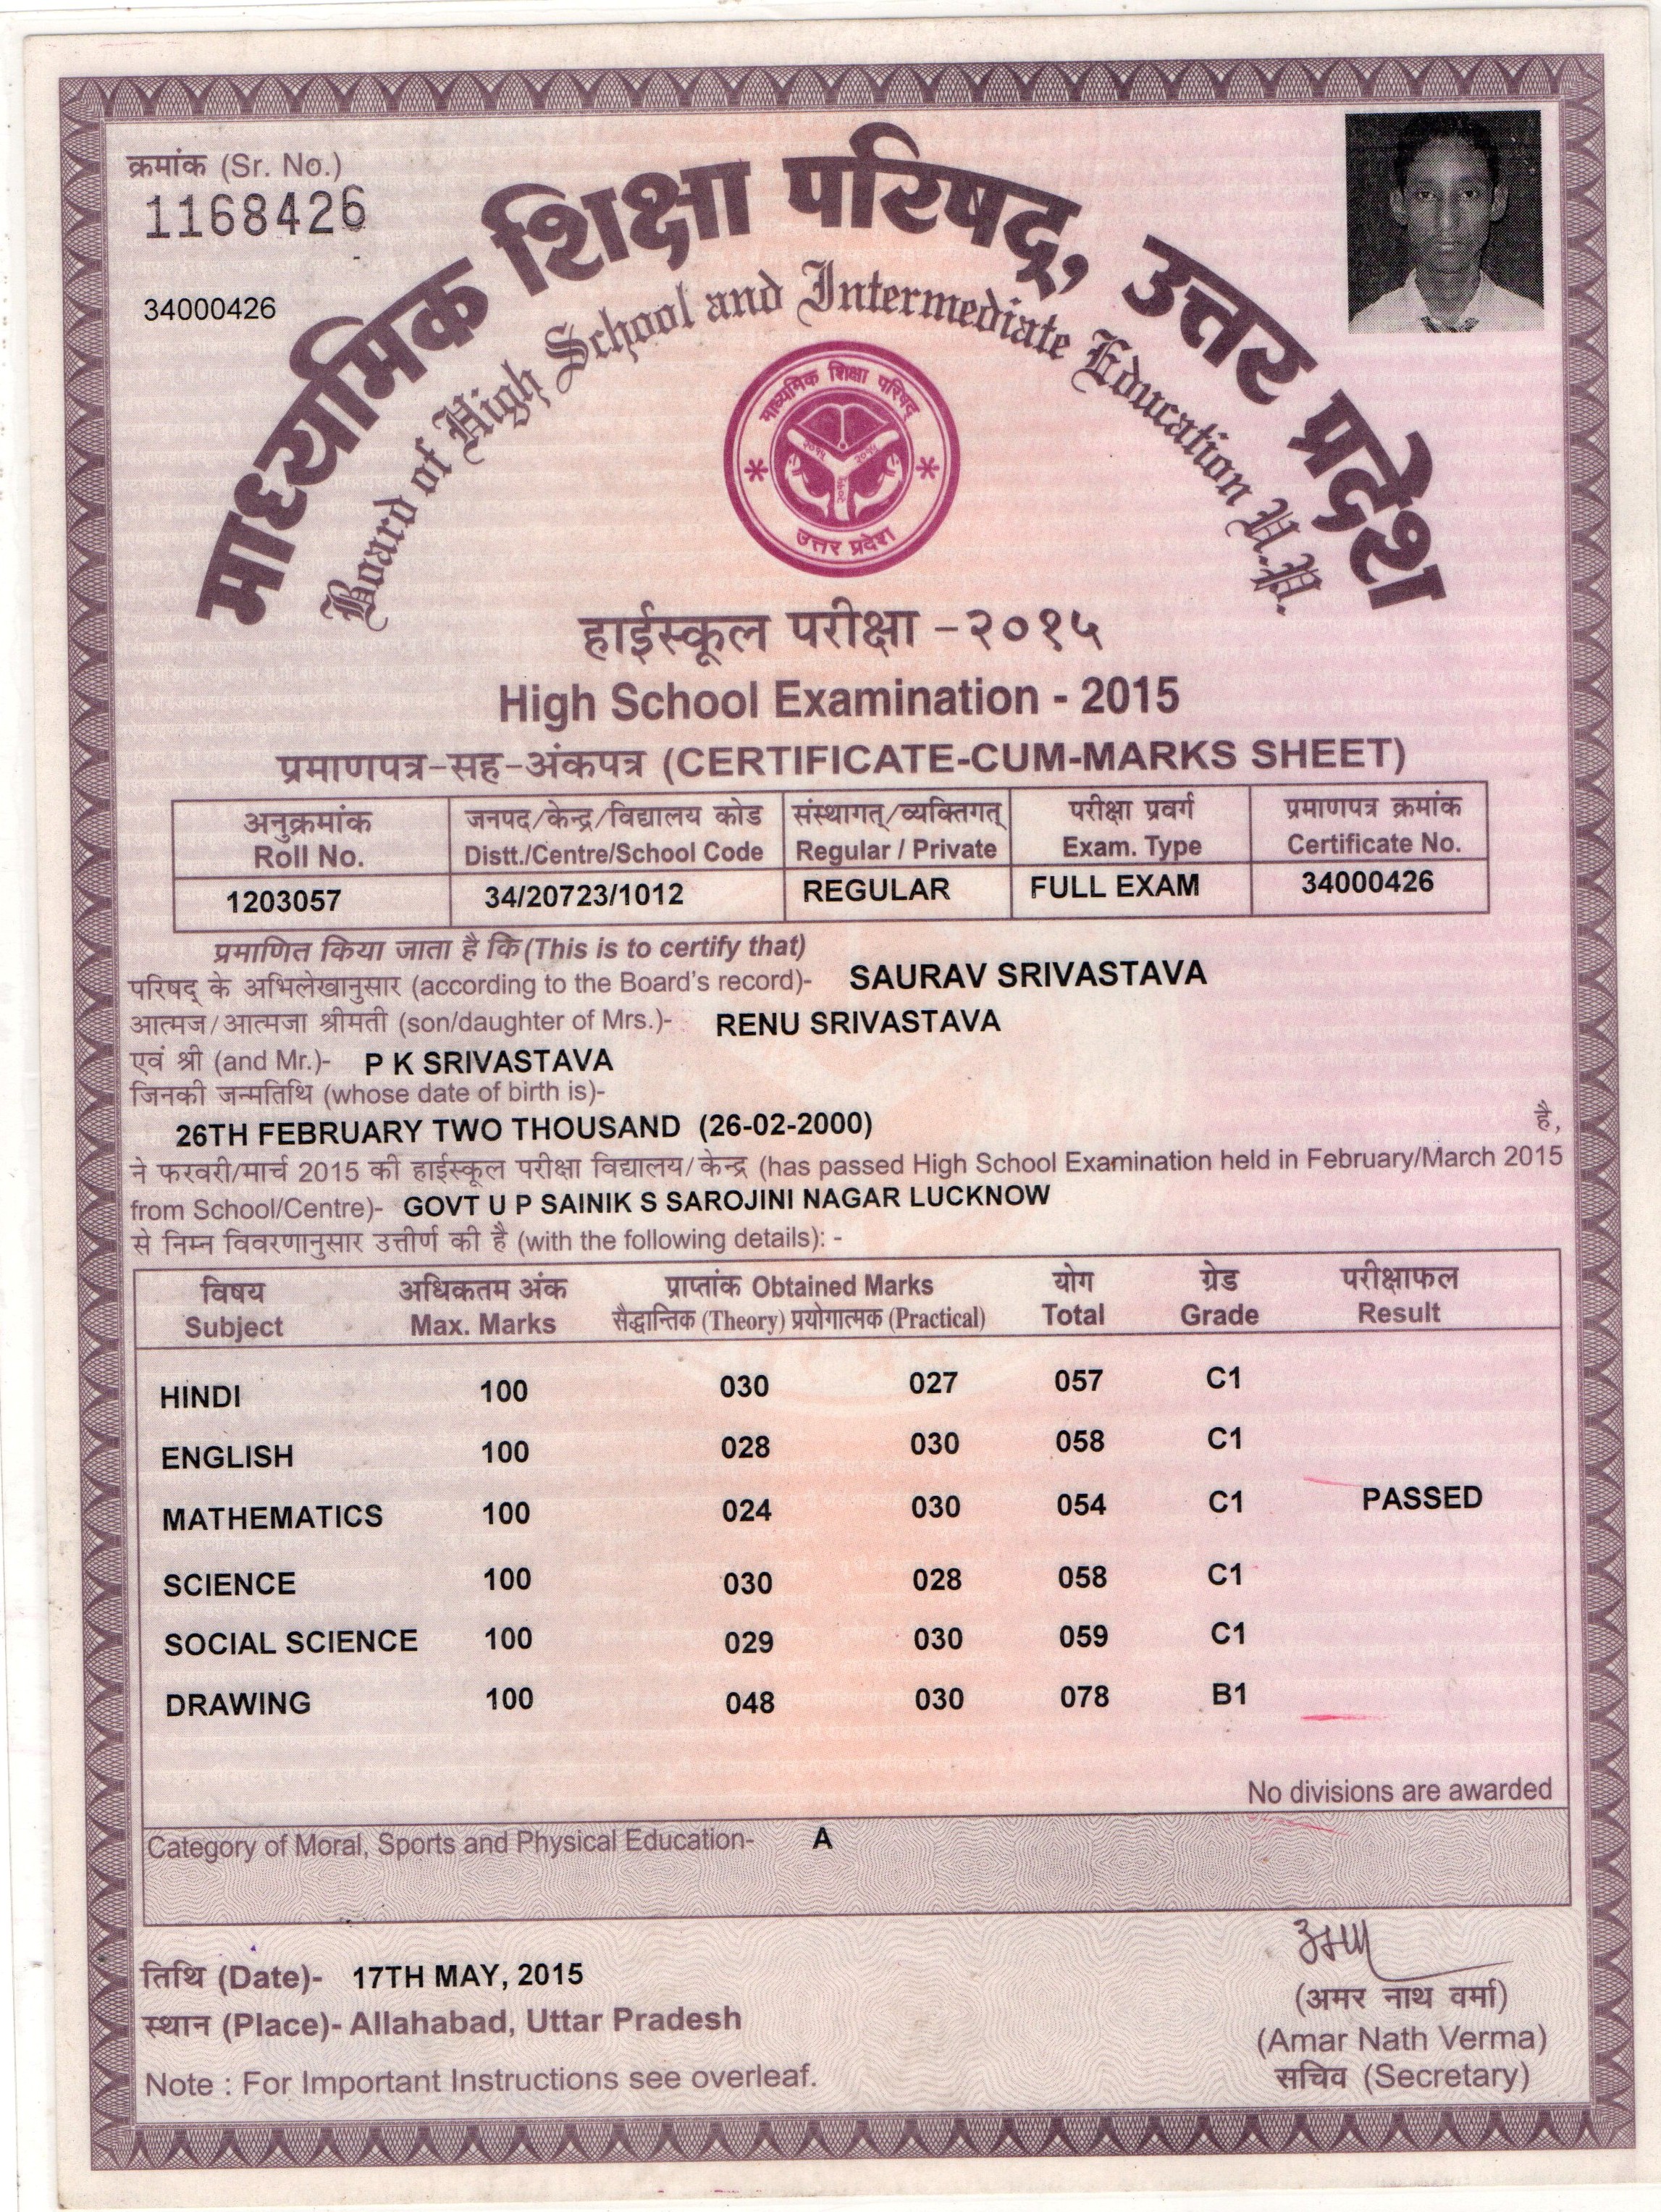 क्रमांक (Sr. No.)
1168426
34000426
माध्यमिक शिक्षा परिषद्, उत्तर प्रदेश
Board of High School and Intermediate Education U.P.
माध्यमिक शिक्षा परिषद्
उत्तर प्रदेश
हाईस्कूल परीक्षा -२०१५
High School Examination - 2015
प्रमाणपत्र-सह-अंकपत्र (CERTIFICATE-CUM-MARKS SHEET)
अनुक्रमांक जनपद/केन्द्र/विद्यालय कोड संस्थागत्/व्यक्तिगत् परीक्षा प्रवर्ग प्रमाणपत्र क्रमांक
Roll No. Distt./Centre/School Code Regular / Private Exam. Type Certificate No.
1203057 34/20723/1012 REGULAR FULL EXAM 34000426
प्रमाणित किया जाता है कि (This is to certify that)
परिषद् के अभिलेखानुसार (according to the Board's record)- SAURAV SRIVASTAVA
आत्मज/आत्मजा श्रीमती (son/daughter of Mrs.)- RENU SRIVASTAVA
एवं श्री (and Mr.)- P K SRIVASTAVA
जिनकी जन्मतिथि (whose date of birth is)-
26TH FEBRUARY TWO THOUSAND (26-02-2000) है,
ने फरवरी/मार्च 2015 की हाईस्कूल परीक्षा विद्यालय/केन्द्र (has passed High School Examination held in February/March 2015
from School/Centre)- GOVT U P SAINIK S SAROJINI NAGAR LUCKNOW
से निम्न विवरणानुसार उत्तीर्ण की है (with the following details): -
विषय अधिकतम अंक प्राप्तांक Obtained Marks योग ग्रेड परीक्षाफल
Subject Max. Marks सैद्धान्तिक (Theory) प्रयोगात्मक (Practical) Total Grade Result
HINDI 100 030 027 057 C1
ENGLISH 100 028 030 058 C1
MATHEMATICS 100 024 030 054 C1 PASSED
SCIENCE 100 030 028 058 C1
SOCIAL SCIENCE 100 029 030 059 C1
DRAWING 100 048 030 078 B1
No divisions are awarded
Category of Moral, Sports and Physical Education- A
तिथि (Date)- 17TH MAY, 2015
स्थान (Place)- Allahabad, Uttar Pradesh
Note : For Important Instructions see overleaf.
(अमर नाथ वर्मा)
(Amar Nath Verma)
सचिव (Secretary)